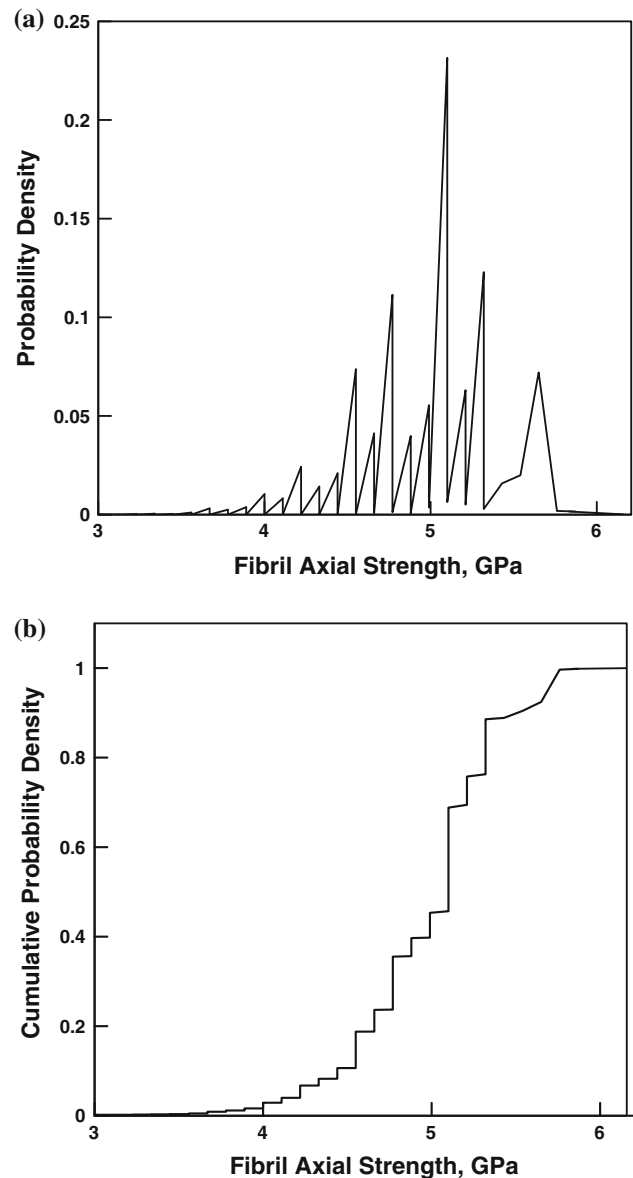 (a)
0.25
0.2
0.15
0.1
0.05
0
Probability Density
3 4 5 6
Fibril Axial Strength, GPa
(b)
1
0.8
0.6
0.4
0.2
0
Cumulative Probability Density
3 4 5 6
Fibril Axial Strength, GPa